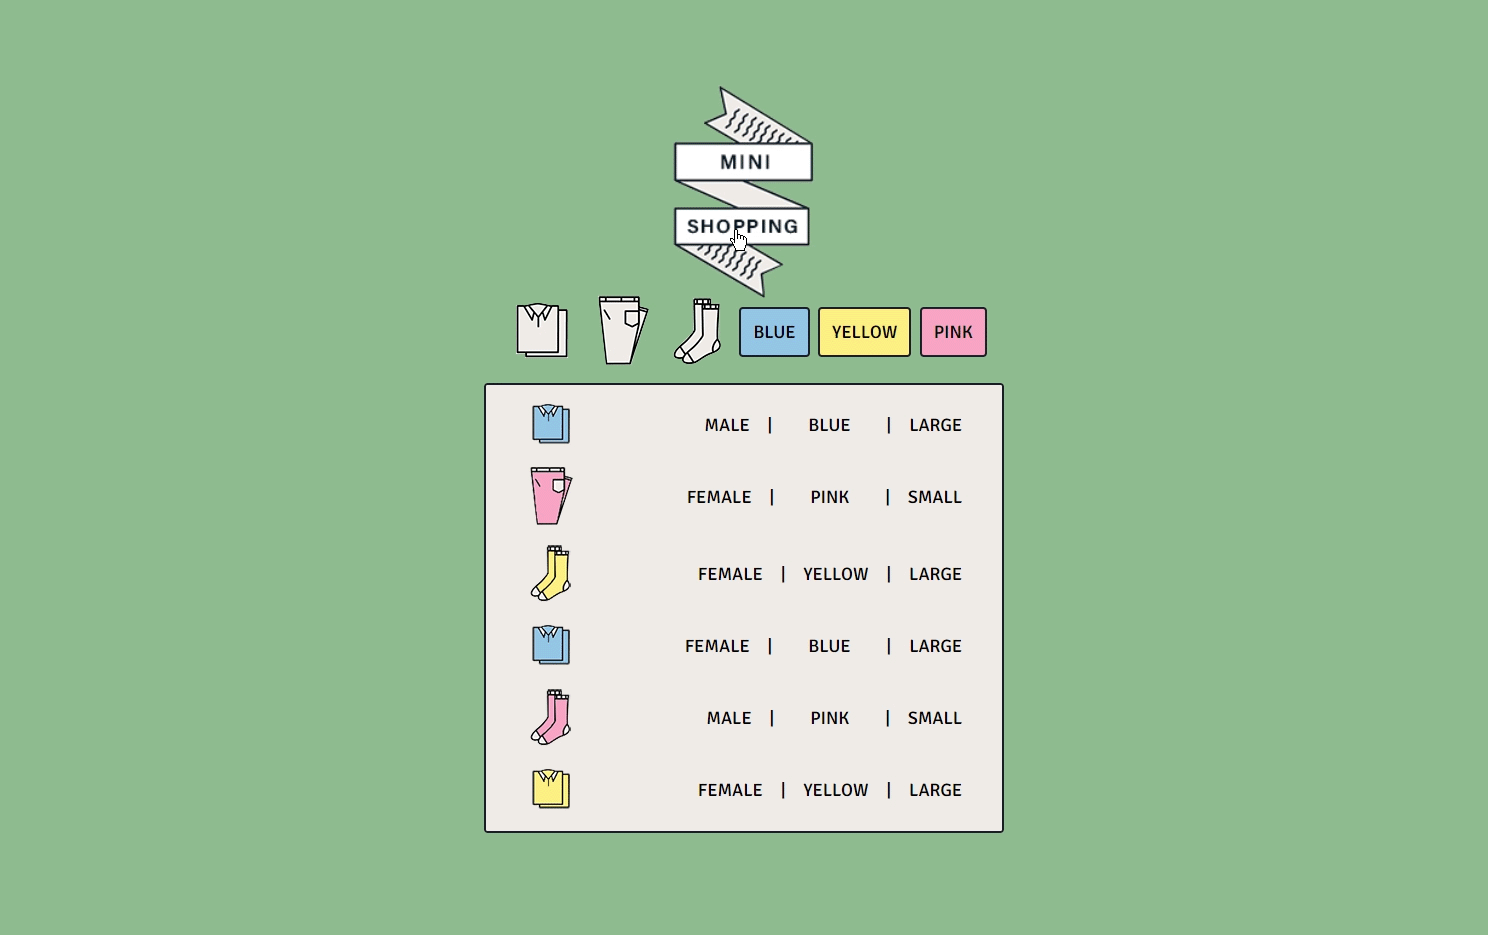 MINI
SHOPPING
BLUE YELLOW PINK
MALE | BLUE | LARGE
FEMALE | PINK | SMALL
FEMALE | YELLOW | LARGE
FEMALE | BLUE | LARGE
MALE | PINK | SMALL
FEMALE | YELLOW | LARGE